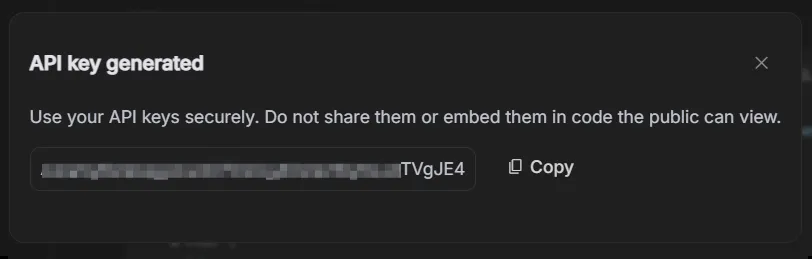 API key generated
Use your API keys securely. Do not share them or embed them in code the public can view.
TVgJE4
Copy